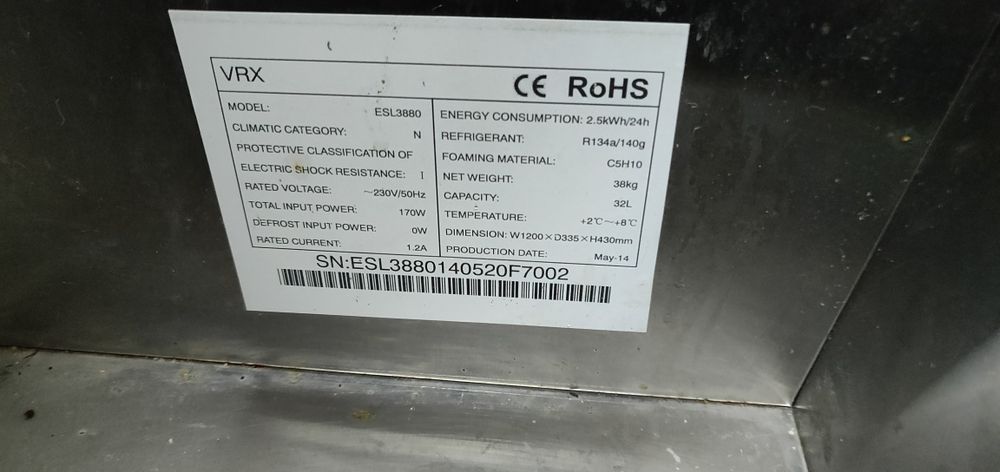 VRX
CE RoHS
MODEL: ESL3880
CLIMATIC CATEGORY: N
PROTECTIVE CLASSIFICATION OF
ELECTRIC SHOCK RESISTANCE: I
RATED VOLTAGE: ~230V/50Hz
TOTAL INPUT POWER: 170W
DEFROST INPUT POWER: 0W
RATED CURRENT: 1.2A
ENERGY CONSUMPTION: 2.5kWh/24h
REFRIGERANT: R134a/140g
FOAMING MATERIAL: C5H10
NET WEIGHT: 38kg
CAPACITY: 32L
TEMPERATURE: +2℃~+8℃
DIMENSION: W1200×D335×H430mm
PRODUCTION DATE: May-14
SN:ESL3880140520F7002